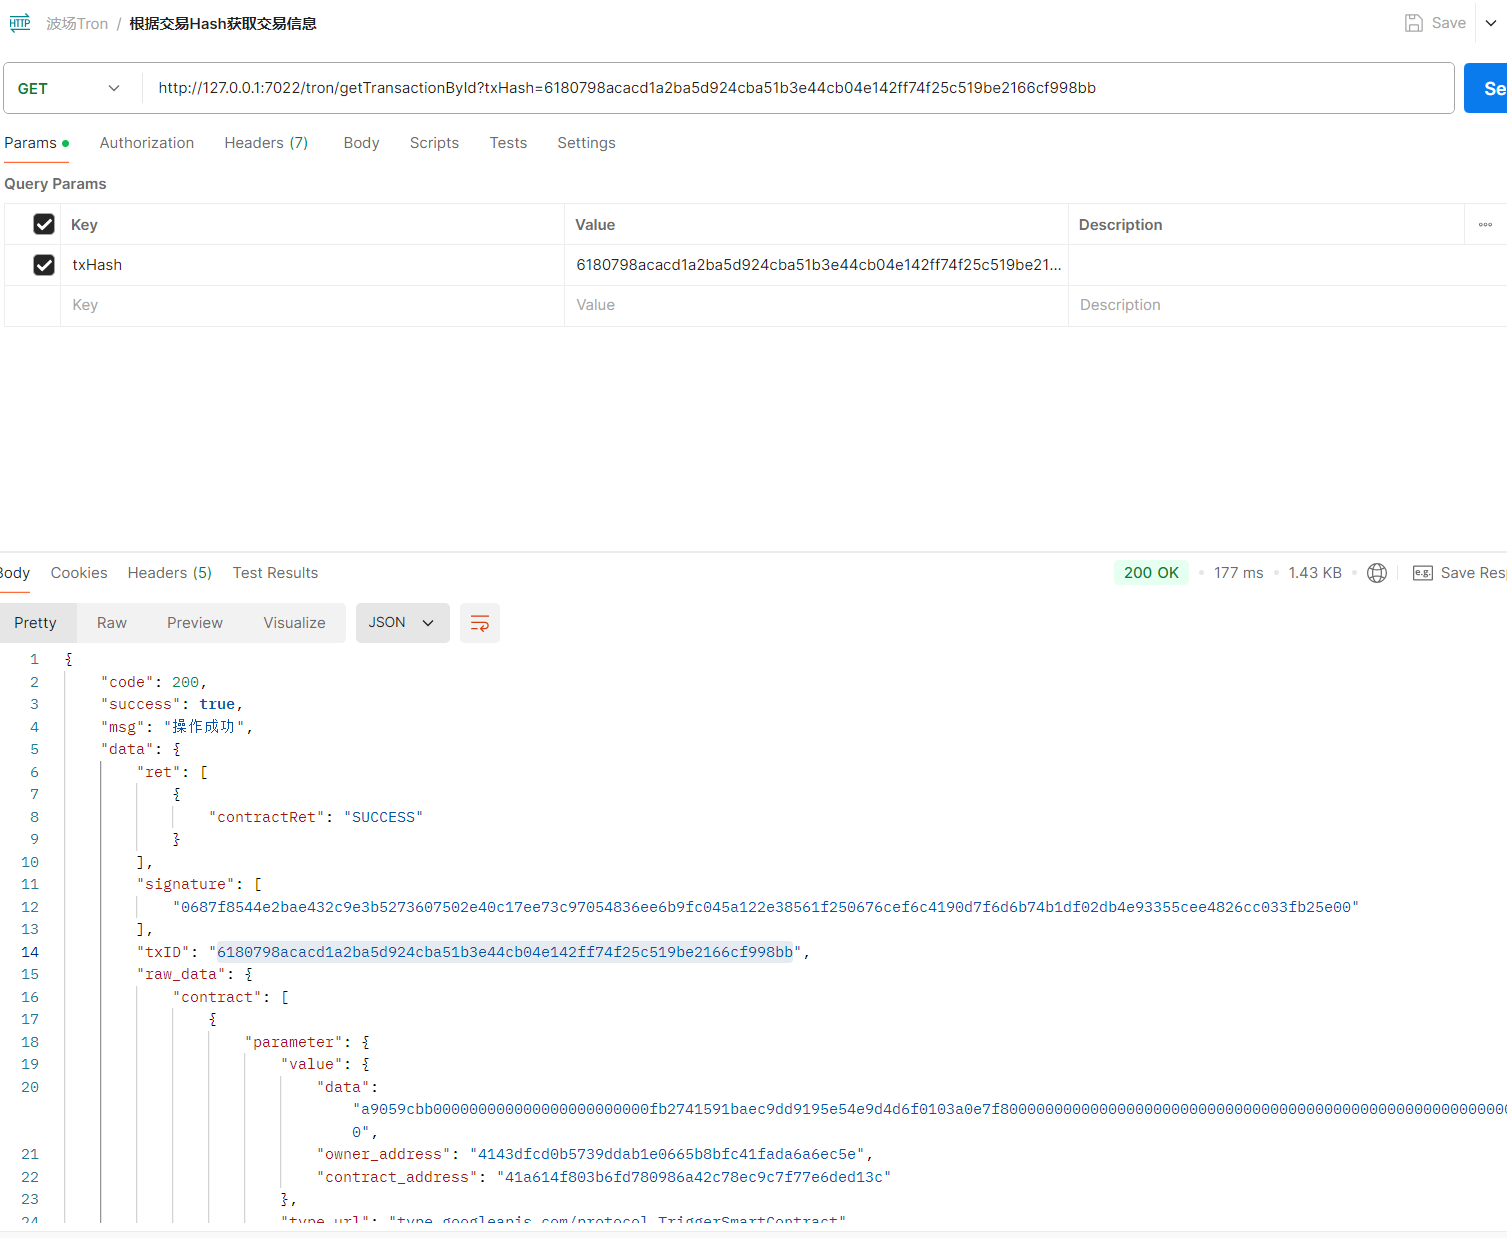 HTTP 波场Tron / 根据交易Hash获取交易信息 Save
GET http://127.0.0.1:7022/tron/getTransactionById?txHash=6180798acacd1a2ba5d924cba51b3e44cb04e142ff74f25c519be2166cf998bb Se
Params Authorization Headers (7) Body Scripts Tests Settings
Query Params
Key Value Description
txHash 6180798acacd1a2ba5d924cba51b3e44cb04e142ff74f25c519be21...
Key Value Description
Body Cookies Headers (5) Test Results 200 OK 177 ms 1.43 KB e.g. Save Res
Pretty Raw Preview Visualize JSON
1 {
2 "code": 200,
3 "success": true,
4 "msg": "操作成功",
5 "data": {
6 "ret": [
7 {
8 "contractRet": "SUCCESS"
9 }
10 ],
11 "signature": [
12 "0687f8544e2bae432c9e3b5273607502e40c17ee73c97054836ee6b9fc045a122e38561f250676cef6c4190d7f6d6b74b1df02db4e93355cee4826cc033fb25e00"
13 ],
14 "txID": "6180798acacd1a2ba5d924cba51b3e44cb04e142ff74f25c519be2166cf998bb",
15 "raw_data": {
16 "contract": [
17 {
18 "parameter": {
19 "value": {
20 "data":
0",
21 "owner_address": "4143dfcd0b5739ddab1e0665b8bfc41fada6a6ec5e",
22 "contract_address": "41a614f803b6fd780986a42c78ec9c7f77e6ded13c"
23 },
24 "type_url": "type.googleapis.com/protocol.TriggerSmartContract"